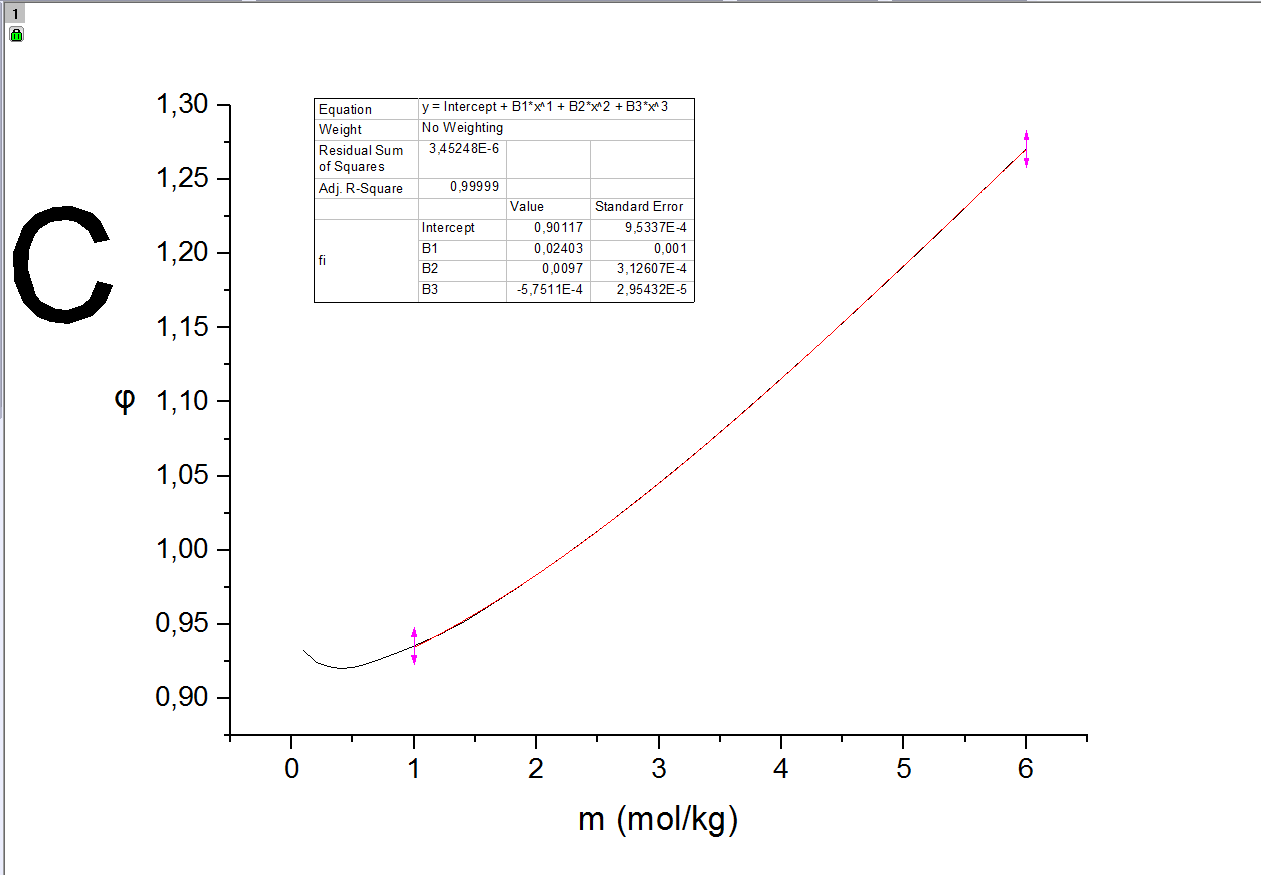 1
C
1,30
1,25
1,20
1,15
1,10
1,05
1,00
0,95
0,90
φ
Equation y = Intercept + B1*x^1 + B2*x^2 + B3*x^3
Weight No Weighting
Residual Sum of Squares 3,45248E-6
Adj. R-Square 0,99999
Value Standard Error
fi
Intercept 0,90117 9,5337E-4
B1 0,02403 0,001
B2 0,0097 3,12607E-4
B3 -5,7511E-4 2,95432E-5
0 1 2 3 4 5 6
m (mol/kg)